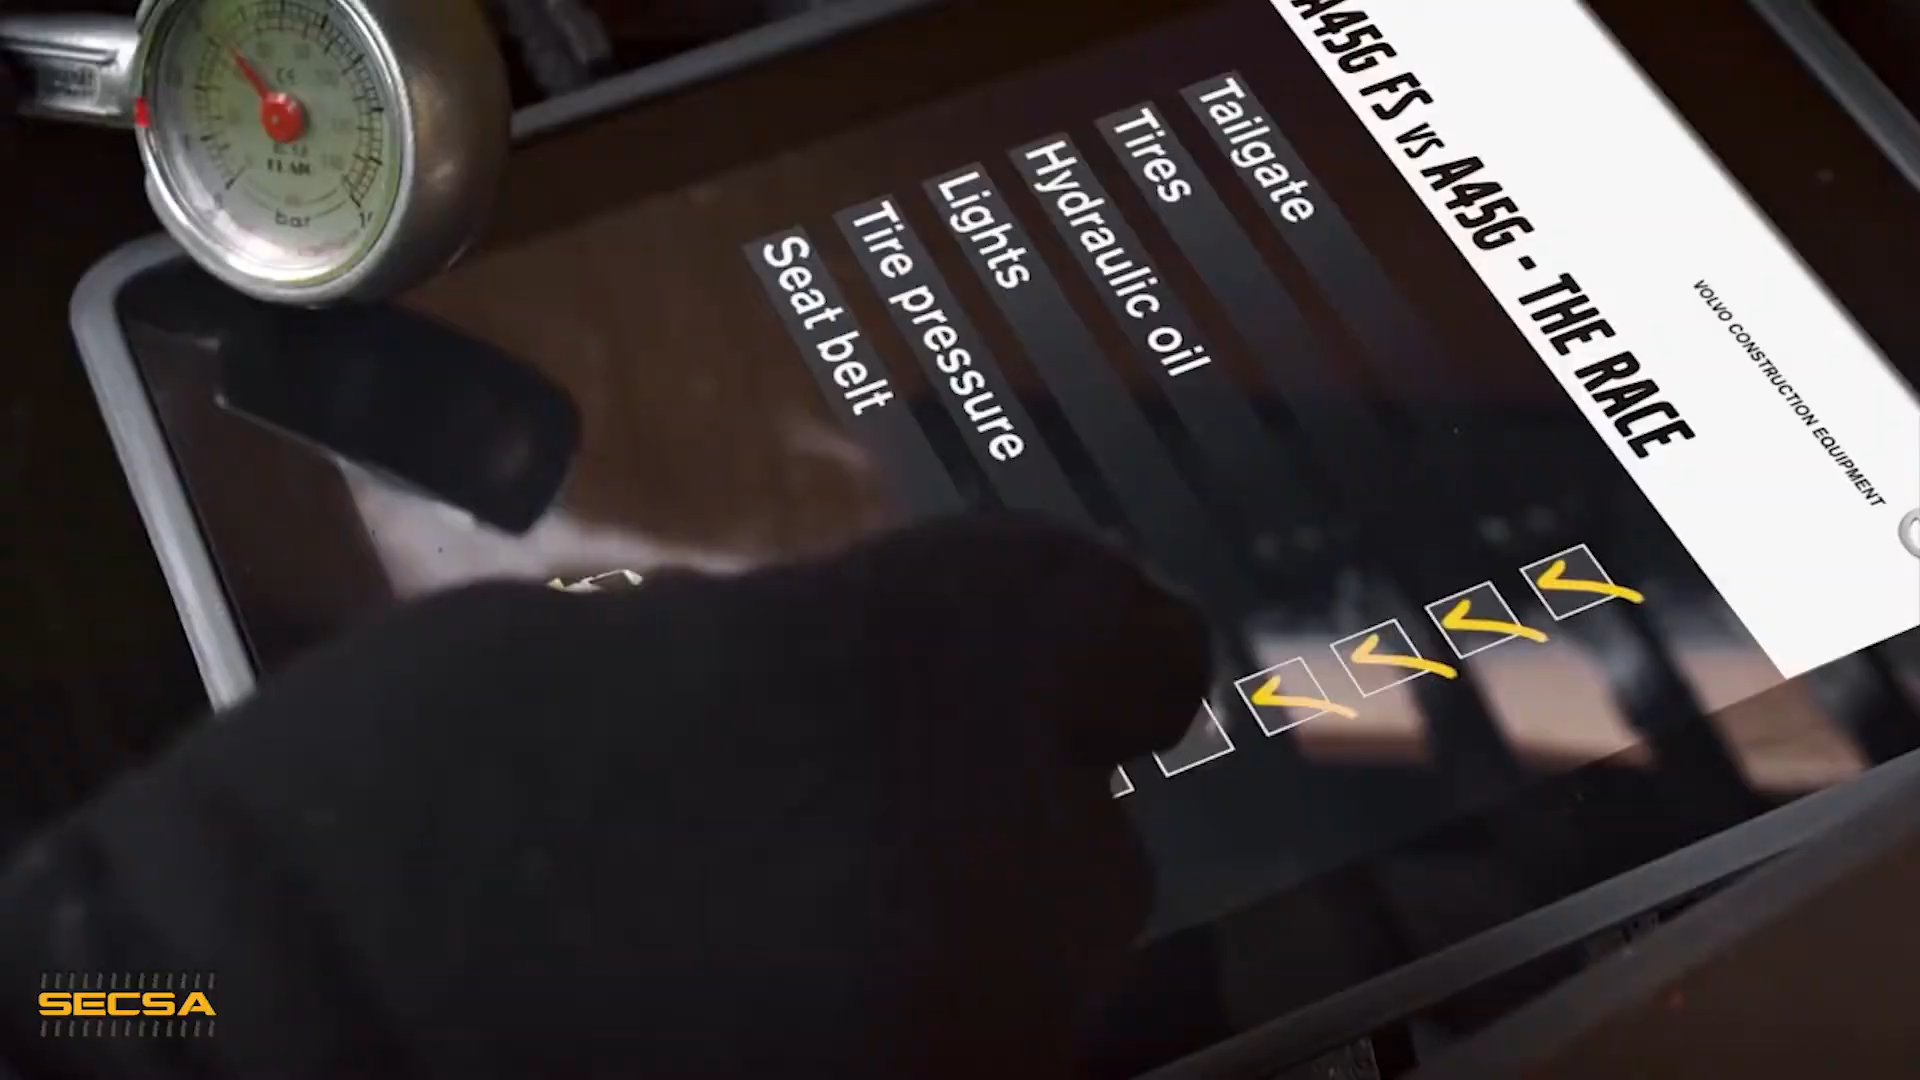 A45G FS VS A45G - THE RACE
VOLVO CONSTRUCTION EQUIPMENT
Tailgate
Tires
Hydraulic oil
Lights
Tire pressure
Seat belt
bar
SECSA